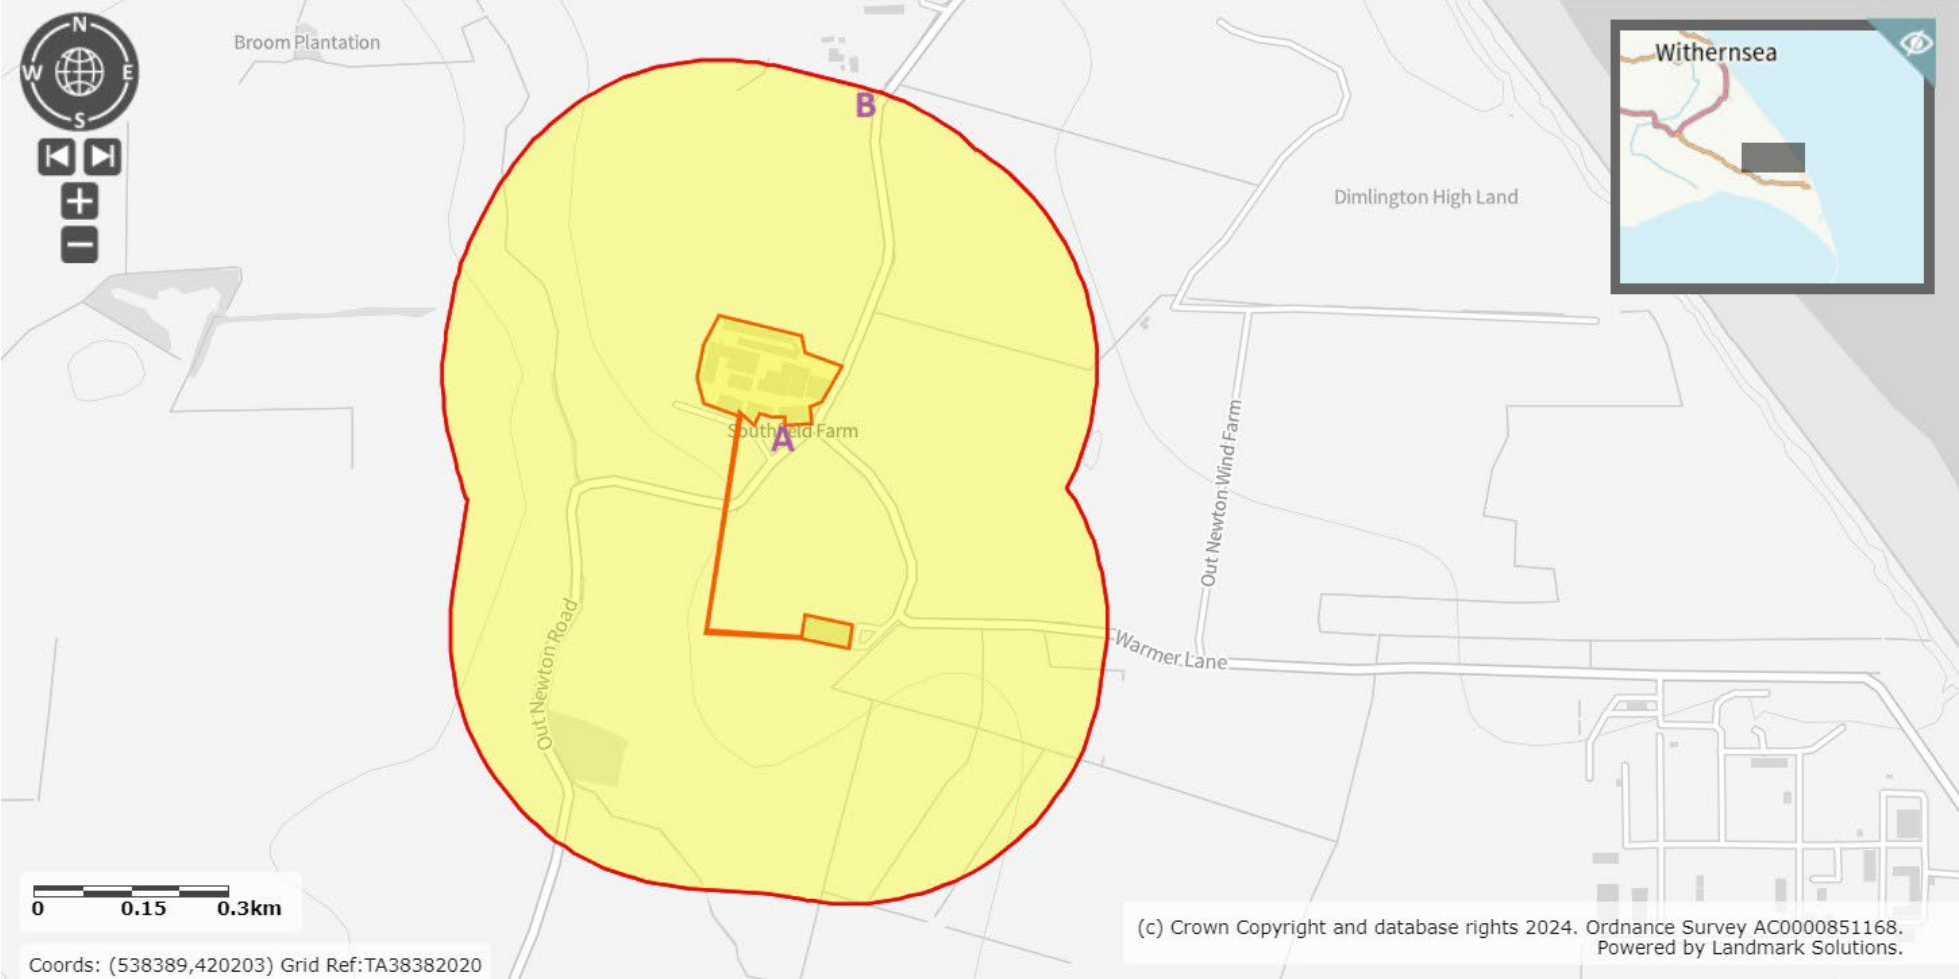 N
W E
S
Broom Plantation
B
Withernsea
Dimlington High Land
Southfield Farm
A
Out Newton Wind Farm
Out Newton Road
Warmer Lane
0 0.15 0.3km
Coords: (538389,420203) Grid Ref:TA38382020
(c) Crown Copyright and database rights 2024. Ordnance Survey AC0000851168.
Powered by Landmark Solutions.